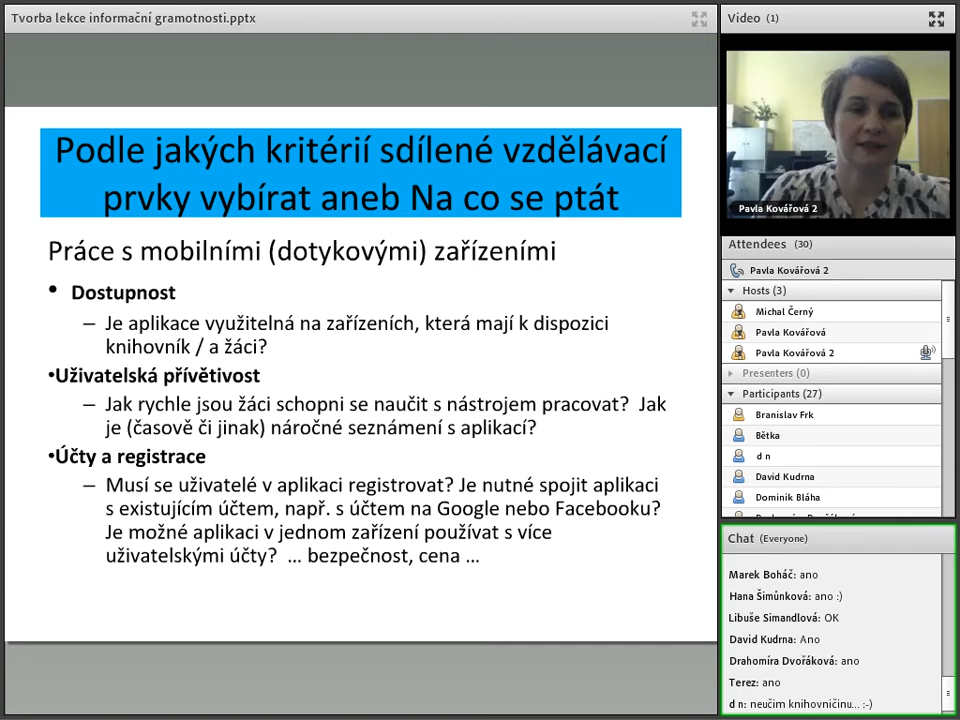 Tvorba lekce informační gramotnosti.pptx
Podle jakých kritérií sdílené vzdělávací
prvky vybírat aneb Na co se ptát
Práce s mobilními (dotykovými) zařízeními
• Dostupnost
– Je aplikace využitelná na zařízeních, která mají k dispozici
knihovník / a žáci?
•Uživatelská přívětivost
– Jak rychle jsou žáci schopni se naučit s nástrojem pracovat? Jak
je (časově či jinak) náročné seznámení s aplikací?
•Účty a registrace
– Musí se uživatelé v aplikaci registrovat? Je nutné spojit aplikaci
s existujícím účtem, např. s účtem na Google nebo Facebooku?
Je možné aplikaci v jednom zařízení používat s více
uživatelskými účty? ... bezpečnost, cena ...
Video (1)
Pavla Kovářová 2
Attendees (30)
Pavla Kovářová 2
Hosts (3)
Michal Černý
Pavla Kovářová
Pavla Kovářová 2
Presenters (0)
Participants (27)
Branislav Frk
Bětka
d n
David Kudrna
Dominik Bláha
Chat (Everyone)
Marek Boháč: ano
Hana Šimůnková: ano :)
Libuše Simandlová: OK
David Kudrna: Ano
Drahomíra Dvořáková: ano
Terez: ano
d n: neučim knihovničinu... :-)